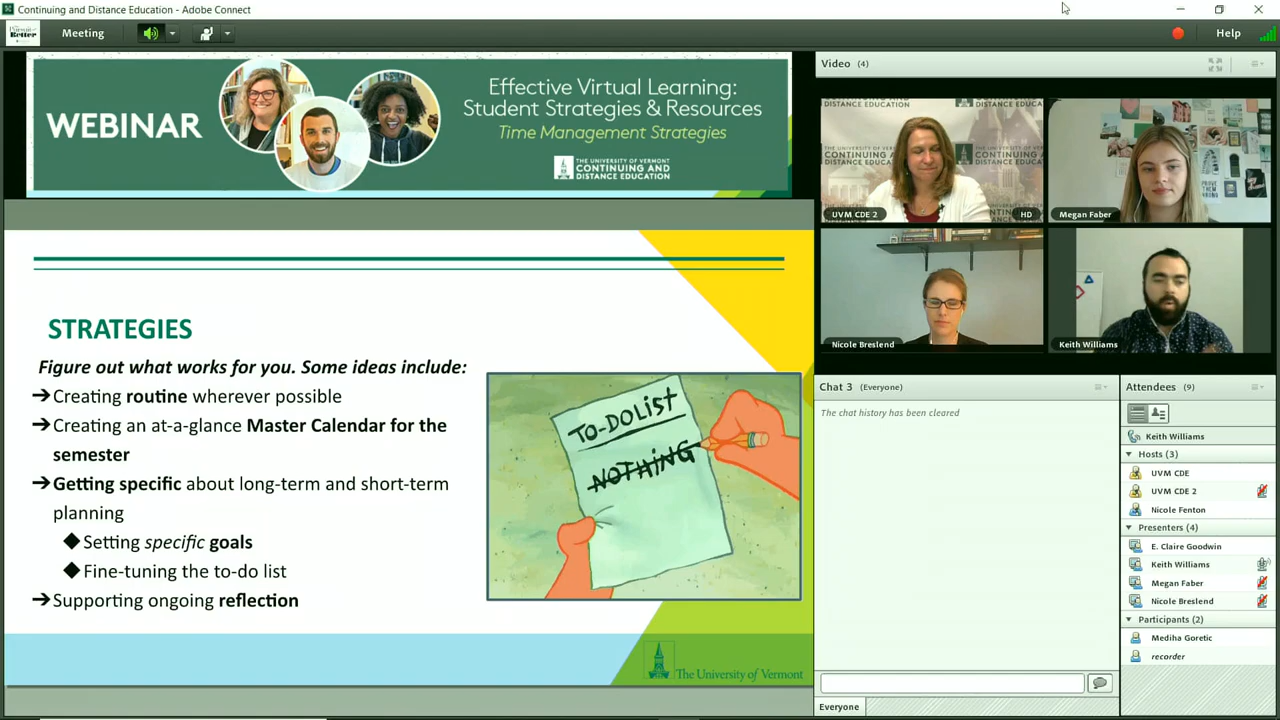 Continuing and Distance Education - Adobe Connect
Meeting
Help
WEBINAR
Effective Virtual Learning:
Student Strategies & Resources
Time Management Strategies
THE UNIVERSITY OF VERMONT
CONTINUING AND
DISTANCE EDUCATION
STRATEGIES
Figure out what works for you. Some ideas include:
➔Creating routine wherever possible
➔Creating an at-a-glance Master Calendar for the
semester
➔Getting specific about long-term and short-term
planning
◆Setting specific goals
◆Fine-tuning the to-do list
➔Supporting ongoing reflection
TO-DO LIST
NOTHING
The University of Vermont
Video (4)
UVM CDE 2
HD
Megan Faber
Nicole Breslend
Keith Williams
Chat 3 (Everyone)
The chat history has been cleared
Everyone
Attendees (9)
Keith Williams
Hosts (3)
UVM CDE
UVM CDE 2
Nicole Fenton
Presenters (4)
E. Claire Goodwin
Keith Williams
Megan Faber
Nicole Breslend
Participants (2)
Mediha Goretic
recorder